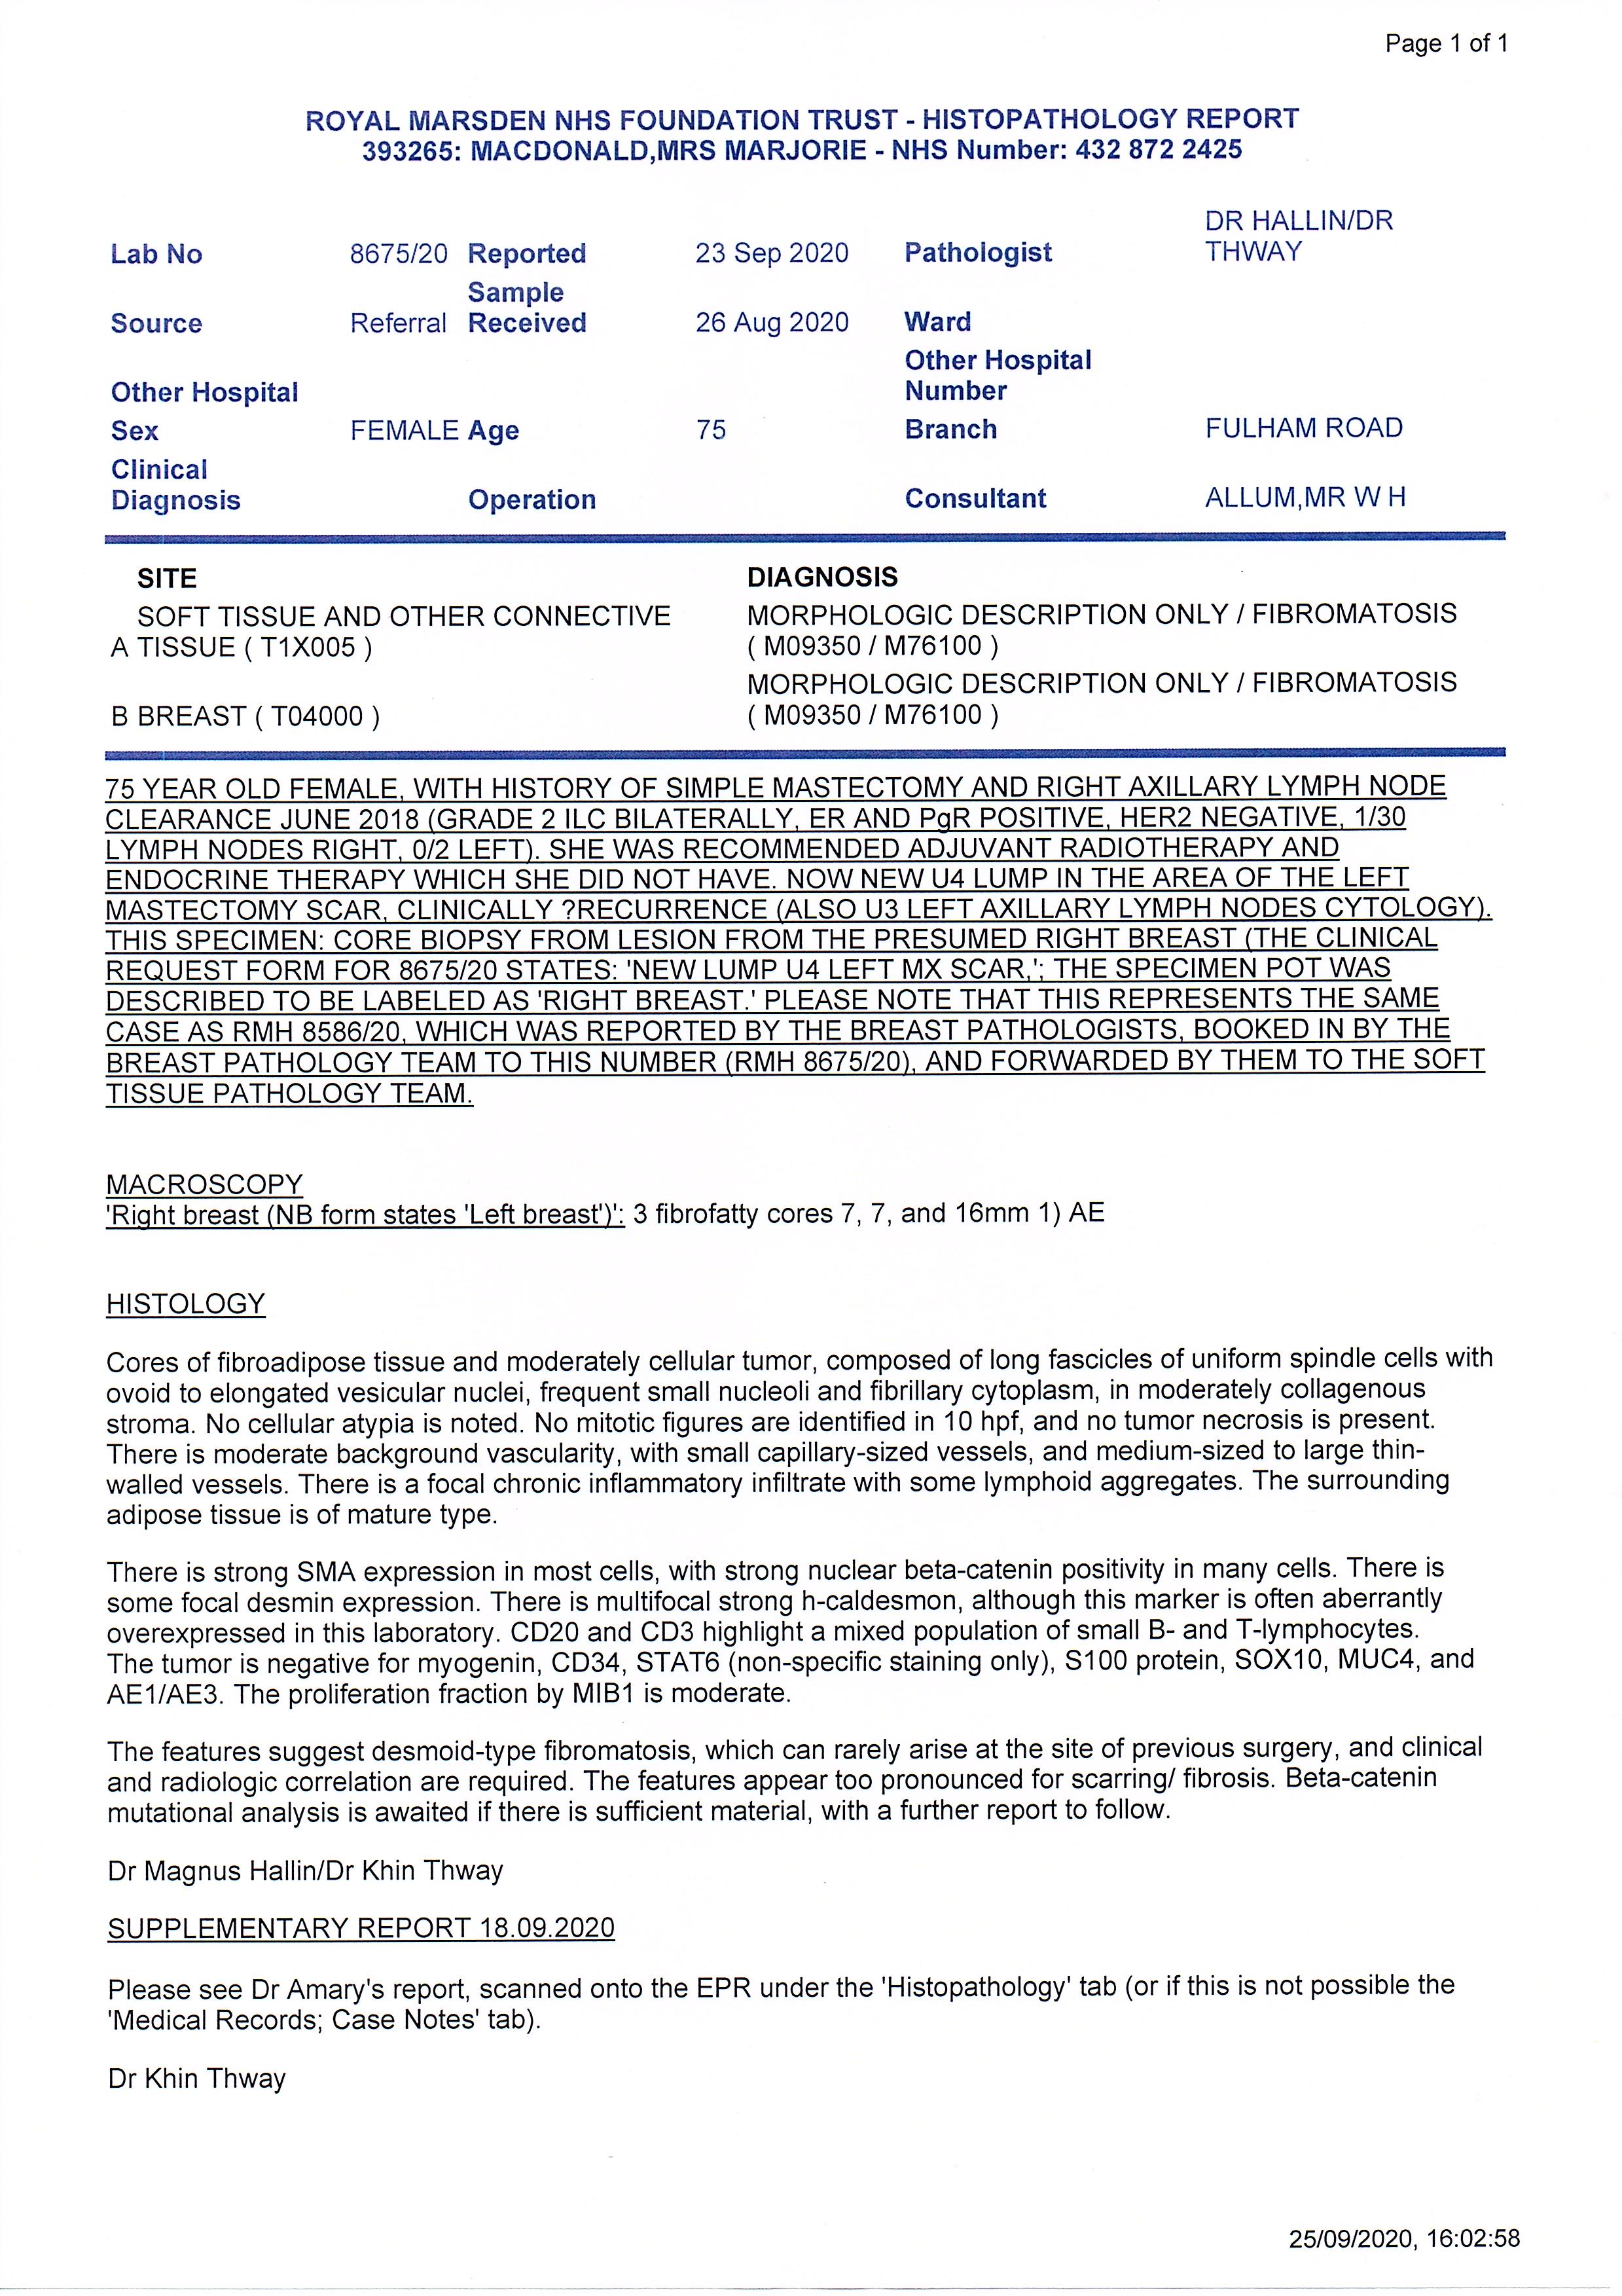 Page 1 of 1
ROYAL MARSDEN NHS FOUNDATION TRUST - HISTOPATHOLOGY REPORT
393265: MACDONALD,MRS MARJORIE - NHS Number: 432 872 2425
DR HALLIN/DR
Lab No 8675/20 Reported 23 Sep 2020 Pathologist THWAY
Sample
Source Referral Received 26 Aug 2020 Ward
Other Hospital
Other Hospital Number
Sex FEMALE Age 75 Branch FULHAM ROAD
Clinical
Diagnosis Operation Consultant ALLUM,MR W H
SITE DIAGNOSIS
SOFT TISSUE AND OTHER CONNECTIVE MORPHOLOGIC DESCRIPTION ONLY / FIBROMATOSIS
A TISSUE ( T1X005 ) ( M09350 / M76100 )
MORPHOLOGIC DESCRIPTION ONLY / FIBROMATOSIS
B BREAST ( T04000 ) ( M09350 / M76100 )
75 YEAR OLD FEMALE, WITH HISTORY OF SIMPLE MASTECTOMY AND RIGHT AXILLARY LYMPH NODE
CLEARANCE JUNE 2018 (GRADE 2 ILC BILATERALLY, ER AND PgR POSITIVE, HER2 NEGATIVE, 1/30
LYMPH NODES RIGHT, 0/2 LEFT). SHE WAS RECOMMENDED ADJUVANT RADIOTHERAPY AND
ENDOCRINE THERAPY WHICH SHE DID NOT HAVE. NOW NEW U4 LUMP IN THE AREA OF THE LEFT
MASTECTOMY SCAR, CLINICALLY ?RECURRENCE (ALSO U3 LEFT AXILLARY LYMPH NODES CYTOLOGY).
THIS SPECIMEN: CORE BIOPSY FROM LESION FROM THE PRESUMED RIGHT BREAST (THE CLINICAL
REQUEST FORM FOR 8675/20 STATES: 'NEW LUMP U4 LEFT MX SCAR,'; THE SPECIMEN POT WAS
DESCRIBED TO BE LABELED AS 'RIGHT BREAST.' PLEASE NOTE THAT THIS REPRESENTS THE SAME
CASE AS RMH 8586/20, WHICH WAS REPORTED BY THE BREAST PATHOLOGISTS, BOOKED IN BY THE
BREAST PATHOLOGY TEAM TO THIS NUMBER (RMH 8675/20), AND FORWARDED BY THEM TO THE SOFT
TISSUE PATHOLOGY TEAM.
MACROSCOPY
'Right breast (NB form states 'Left breast')': 3 fibrofatty cores 7, 7, and 16mm 1) AE
HISTOLOGY
Cores of fibroadipose tissue and moderately cellular tumor, composed of long fascicles of uniform spindle cells with
ovoid to elongated vesicular nuclei, frequent small nucleoli and fibrillary cytoplasm, in moderately collagenous
stroma. No cellular atypia is noted. No mitotic figures are identified in 10 hpf, and no tumor necrosis is present.
There is moderate background vascularity, with small capillary-sized vessels, and medium-sized to large thin-
walled vessels. There is a focal chronic inflammatory infiltrate with some lymphoid aggregates. The surrounding
adipose tissue is of mature type.
There is strong SMA expression in most cells, with strong nuclear beta-catenin positivity in many cells. There is
some focal desmin expression. There is multifocal strong h-caldesmon, although this marker is often aberrantly
overexpressed in this laboratory. CD20 and CD3 highlight a mixed population of small B- and T-lymphocytes.
The tumor is negative for myogenin, CD34, STAT6 (non-specific staining only), S100 protein, SOX10, MUC4, and
AE1/AE3. The proliferation fraction by MIB1 is moderate.
The features suggest desmoid-type fibromatosis, which can rarely arise at the site of previous surgery, and clinical
and radiologic correlation are required. The features appear too pronounced for scarring/ fibrosis. Beta-catenin
mutational analysis is awaited if there is sufficient material, with a further report to follow.
Dr Magnus Hallin/Dr Khin Thway
SUPPLEMENTARY REPORT 18.09.2020
Please see Dr Amary's report, scanned onto the EPR under the 'Histopathology' tab (or if this is not possible the
'Medical Records; Case Notes' tab).
Dr Khin Thway
25/09/2020, 16:02:58